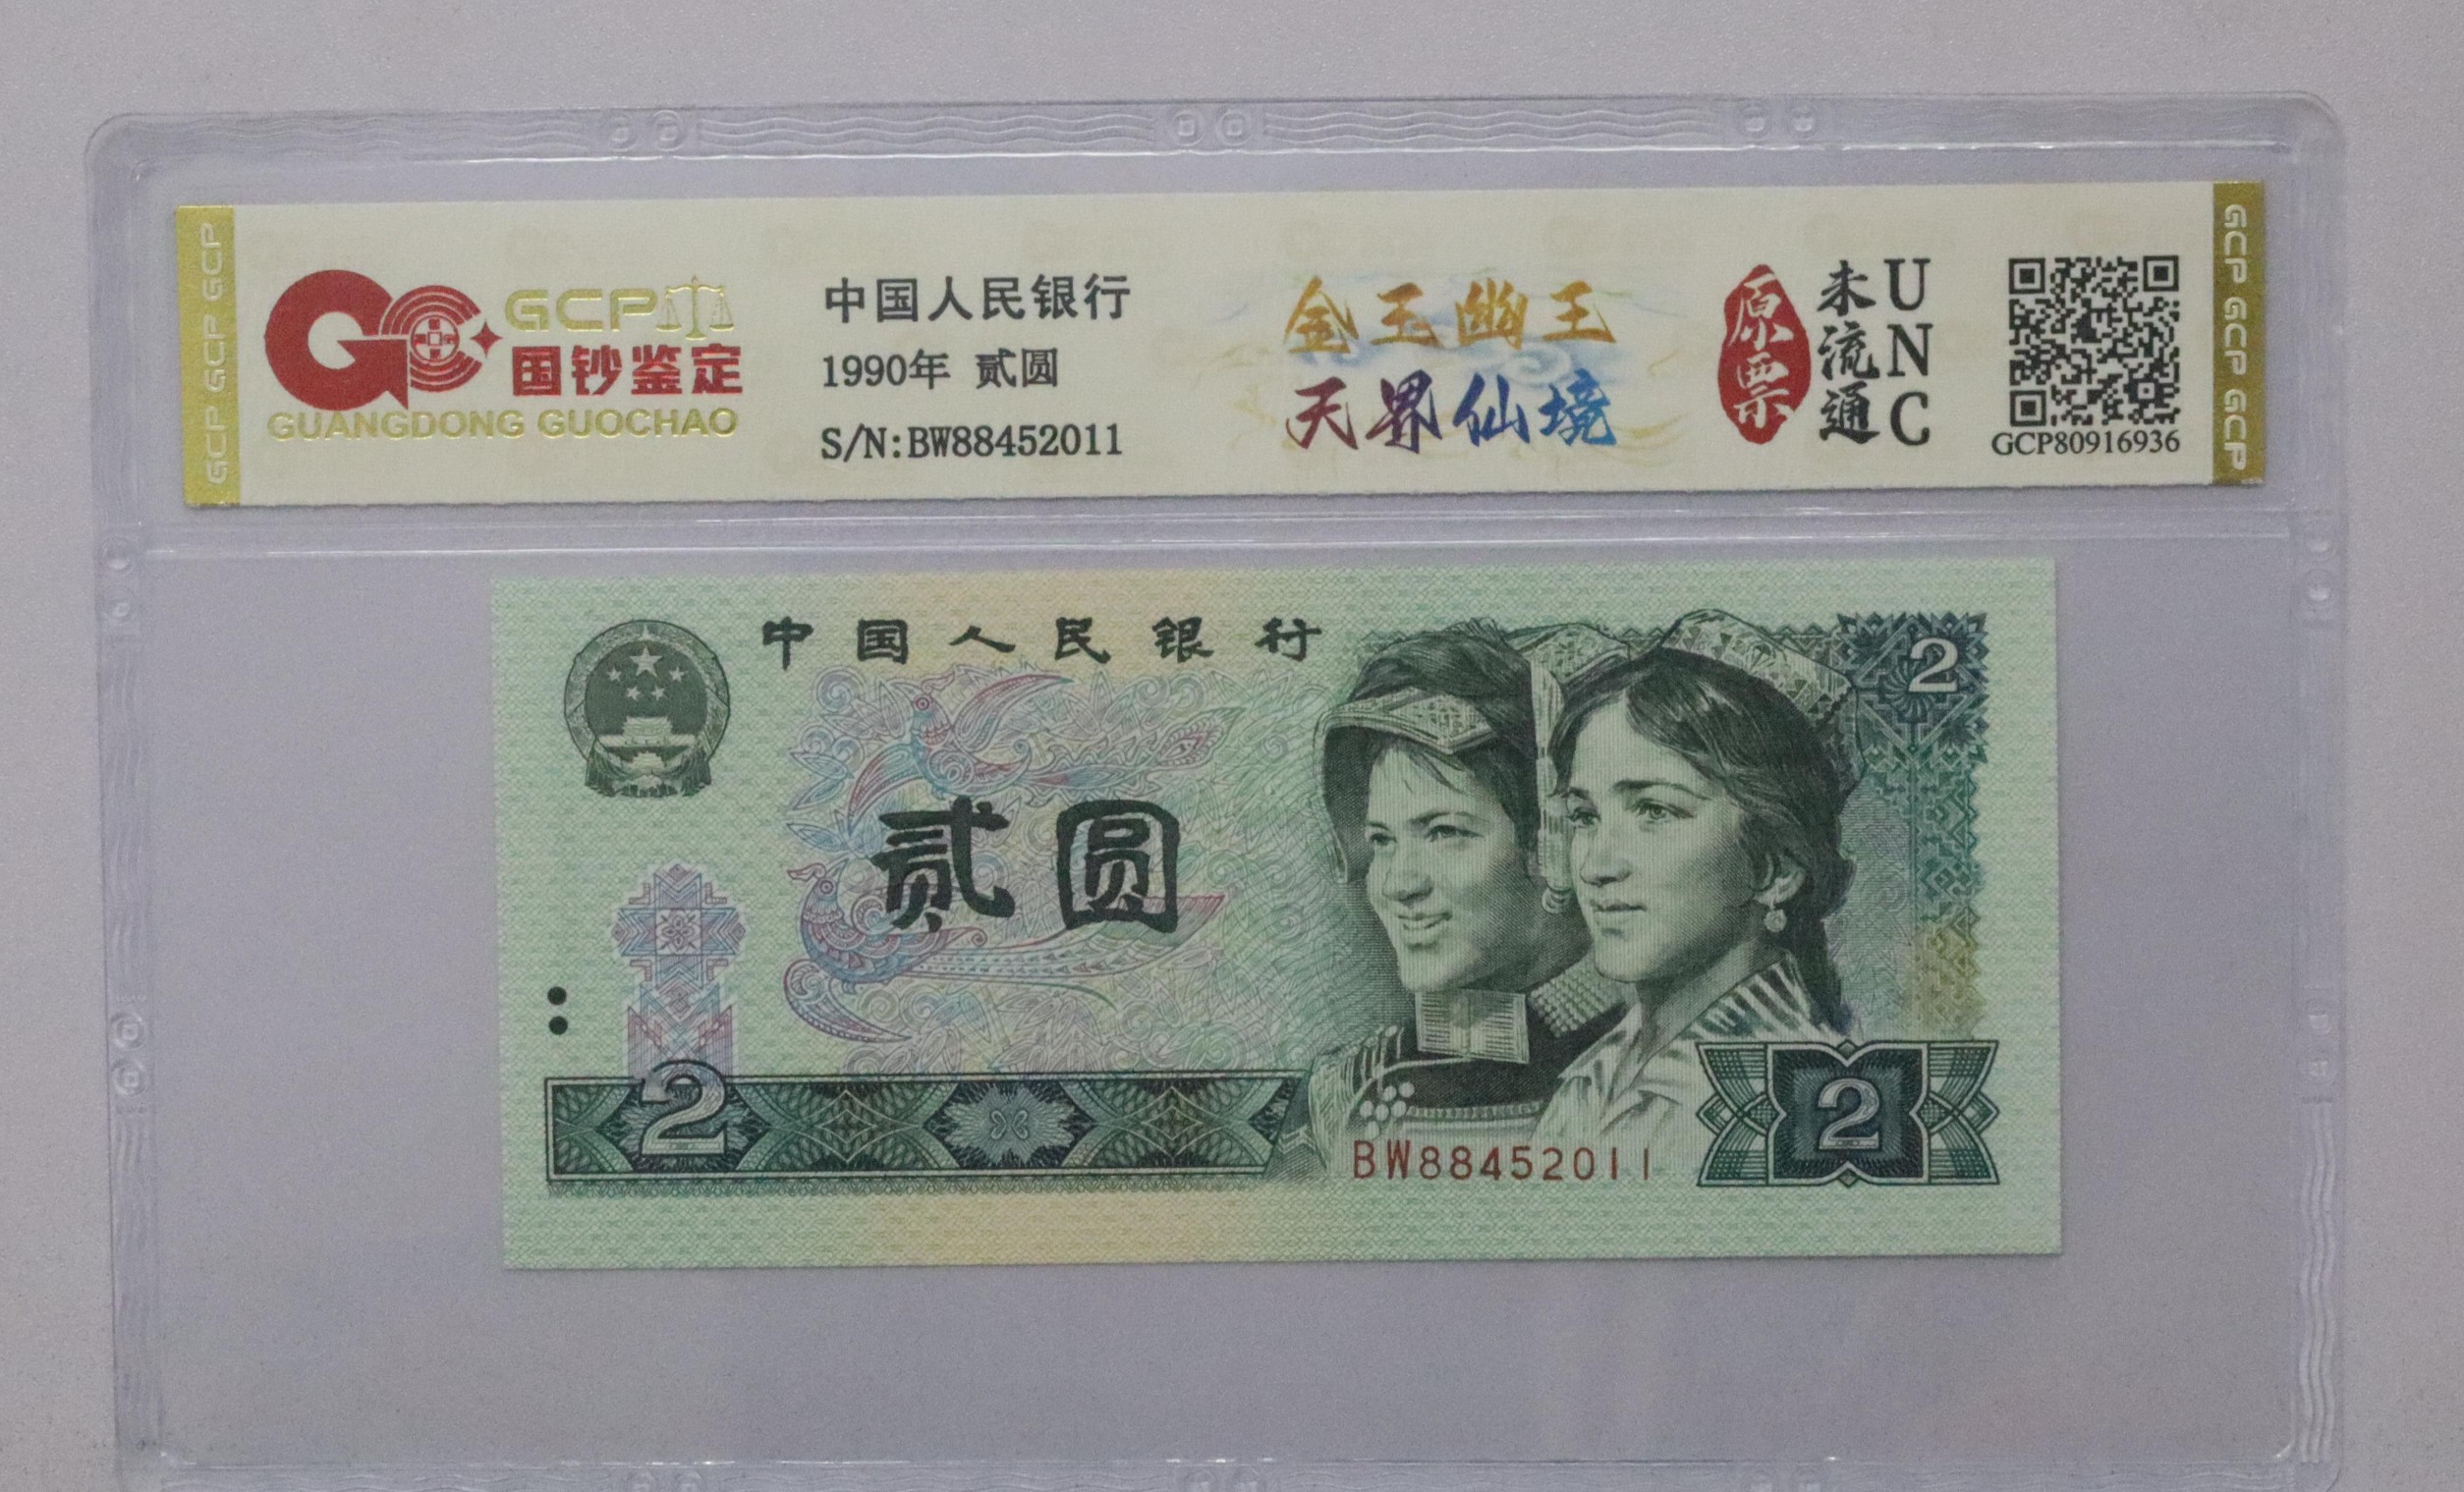 GCP GCP GCP
GCP
国钞鉴定
GUANGDONG GUOCHAO
中国人民银行
1990年 贰圆
S/N:BW88452011
金玉幽王
天界仙境
原票
未流通
UNC
GCP80916936
GCP GCP GCP
中国人民银行
2
贰圆
2
BW88452011
2